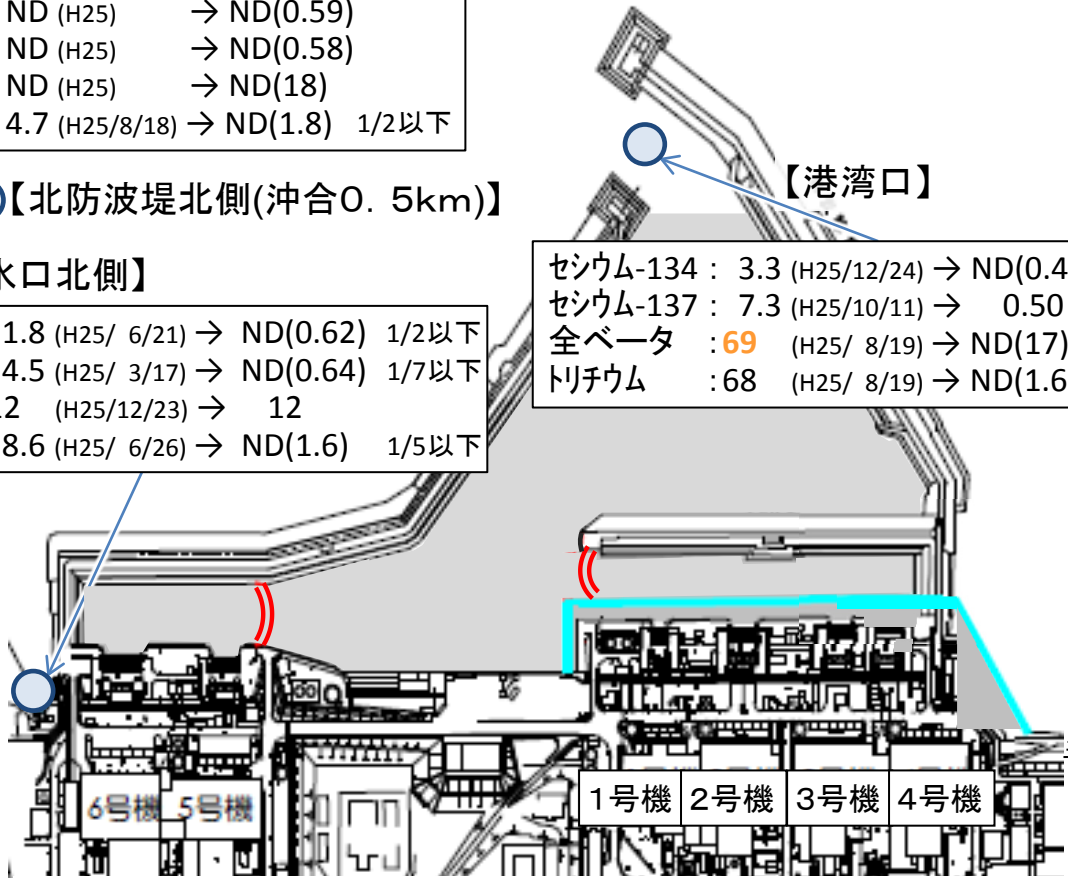 ND (H25) → ND(0.59)
ND (H25) → ND(0.58)
ND (H25) → ND(18)
4.7 (H25/8/18) → ND(1.8) 1/2以下
【北防波堤北側(沖合0.5km)】
【港湾口】
水口北側】
セシウム-134 : 3.3 (H25/12/24) → ND(0.4
セシウム-137 : 7.3 (H25/10/11) → 0.50
全ベータ :69 (H25/ 8/19) → ND(17)
トリチウム :68 (H25/ 8/19) → ND(1.6
1.8 (H25/ 6/21) → ND(0.62) 1/2以下
4.5 (H25/ 3/17) → ND(0.64) 1/7以下
12 (H25/12/23) → 12
8.6 (H25/ 6/26) → ND(1.6) 1/5以下
6号機 5号機
1号機 2号機 3号機 4号機